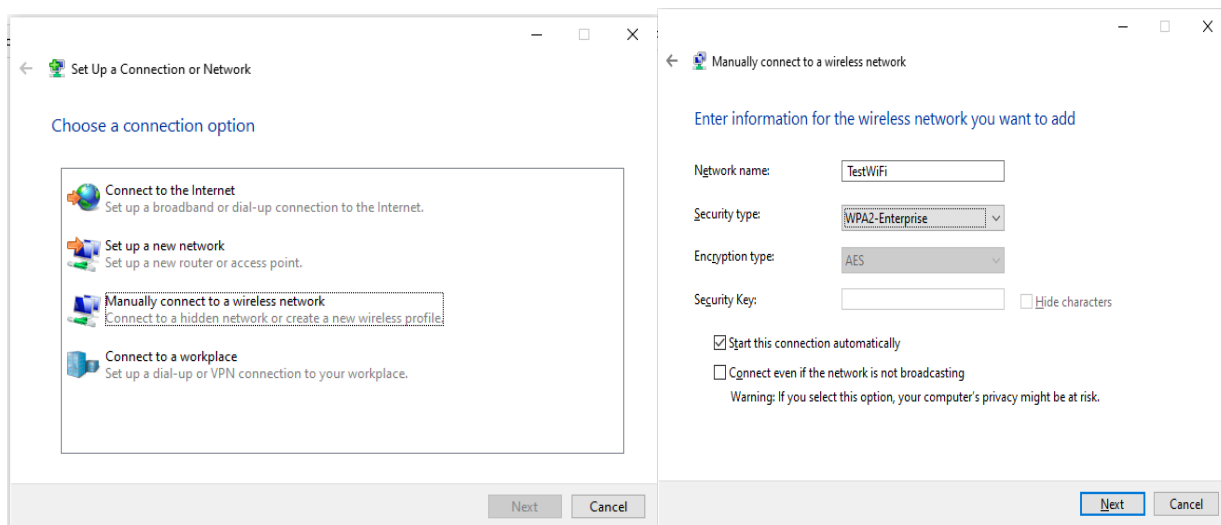 Set Up a Connection or Network
Choose a connection option
Connect to the Internet
Set up a broadband or dial-up connection to the Internet.
Set up a new network
Set up a new router or access point.
Manually connect to a wireless network
Connect to a hidden network or create a new wireless profile.
Connect to a workplace
Set up a dial-up or VPN connection to your workplace.
Next Cancel
Manually connect to a wireless network
Enter information for the wireless network you want to add
Network name: TestWiFi
Security type: WPA2-Enterprise
Encryption type: AES
Security Key: Hide characters
Start this connection automatically
Connect even if the network is not broadcasting
Warning: If you select this option, your computer's privacy might be at risk.
Next Cancel